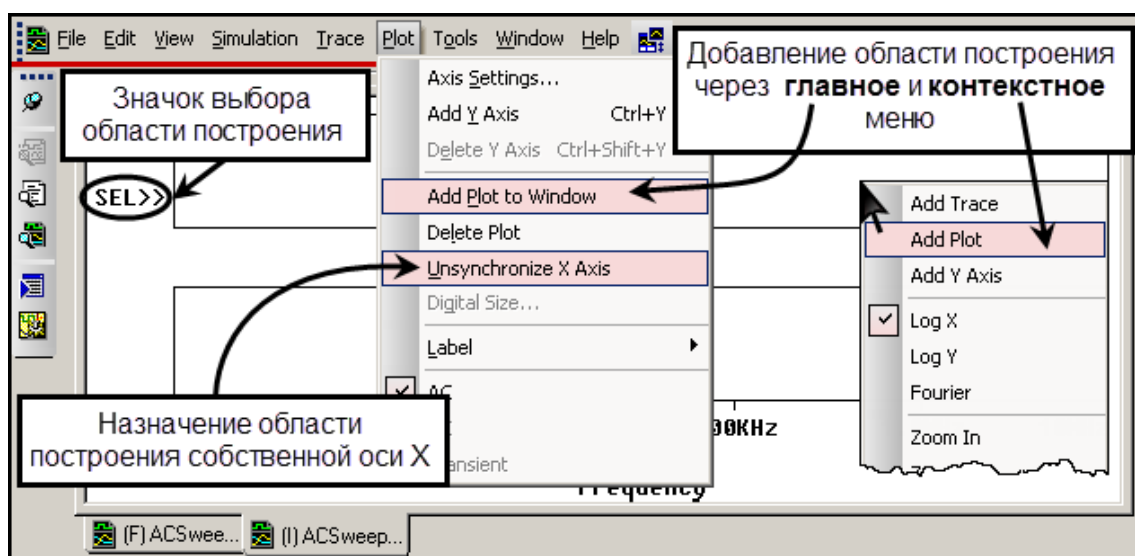 File Edit View Simulation Trace Plot Tools Window Help
Добавление области построения
через главное и контекстное
меню
Значок выбора
области построения
SEL>>
Axis Settings...
Add Y Axis Ctrl+Y
Delete Y Axis Ctrl+Shift+Y
Add Plot to Window
Delete Plot
Unsynchronize X Axis
Digital Size...
Label
AC
ansient
Add Trace
Add Plot
Add Y Axis
Log X
Log Y
Fourier
Zoom In
Назначение области
построения собственной оси X
00KHz
Frequency
(F) ACSwee...
(I) ACSweep...